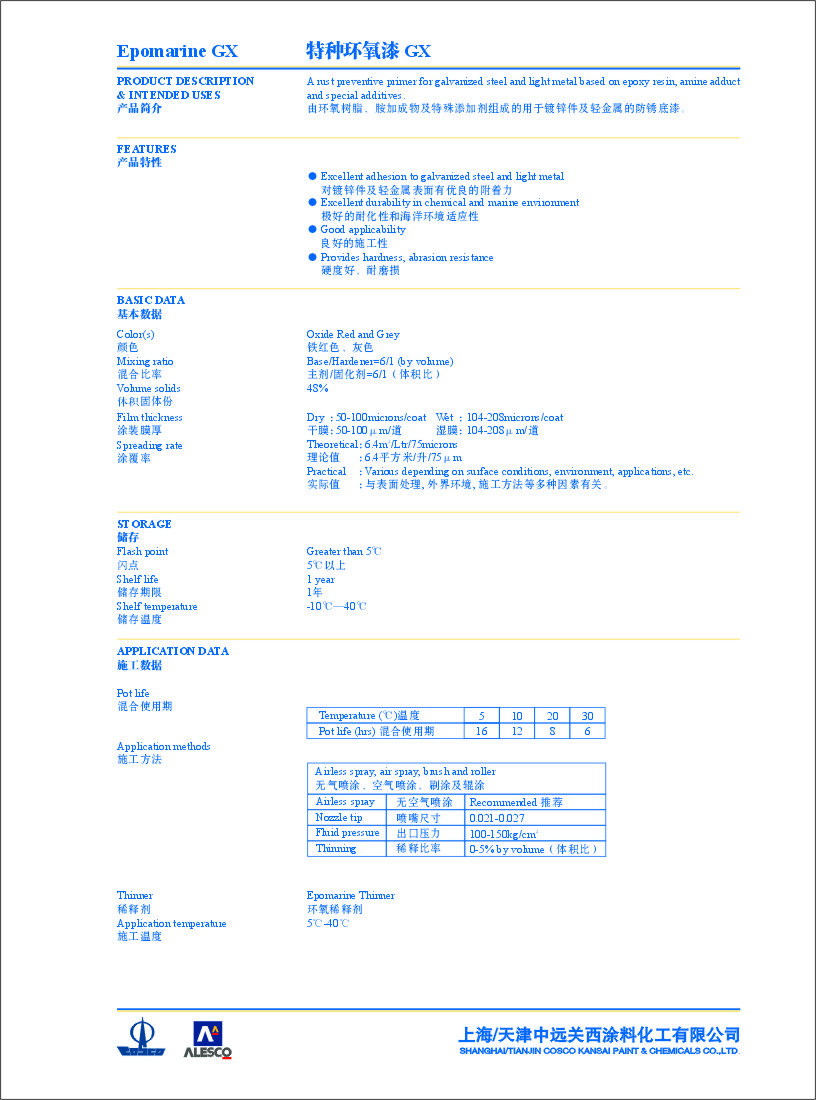 Epomarine GX 特种环氧漆 GX
PRODUCT DESCRIPTION
& INTENDED USES
产品简介
A rust preventive primer for galvanized steel and light metal based on epoxy resin, amine adduct
and special additives.
由环氧树脂、胺加成物及特殊添加剂组成的用于镀锌件及轻金属的防锈底漆。
FEATURES
产品特性
● Excellent adhesion to galvanized steel and light metal
对镀锌件及轻金属表面有优良的附着力
● Excellent durability in chemical and marine environment
极好的耐化性和海洋环境适应性
● Good applicability
良好的施工性
● Provides hardness, abrasion resistance
硬度好、耐磨损
BASIC DATA
基本数据
Color(s) Oxide Red and Grey
颜色 铁红色、灰色
Mixing ratio Base/Hardener=6/1 (by volume)
混合比率 主剂/固化剂=6/1（体积比）
Volume solids 48%
体积固体份
Film thickness Dry : 50-100microns/coat Wet : 104-208microns/coat
涂装膜厚 干膜: 50-100μm/道 湿膜: 104-208μm/道
Spreading rate Theoretical: 6.4m²/Ltr/75microns
涂覆率 理论值 : 6.4平方米/升/75μm
Practical : Various depending on surface conditions, environment, applications, etc.
实际值 : 与表面处理, 外界环境, 施工方法等多种因素有关。
STORAGE
储存
Flash point Greater than 5℃
闪点 5℃以上
Shelf life 1 year
储存期限 1年
Shelf temperature -10℃—40℃
储存温度
APPLICATION DATA
施工数据
Pot life
混合使用期
Temperature (℃)温度 5 10 20 30
Pot life (hrs) 混合使用期 16 12 8 6
Application methods
施工方法
Airless spray, air spray, brush and roller
无气喷涂、空气喷涂、刷涂及辊涂
Airless spray 无空气喷涂 Recommended 推荐
Nozzle tip 喷嘴尺寸 0.021-0.027
Fluid pressure 出口压力 100-150kg/cm²
Thinning 稀释比率 0-5% by volume（体积比）
Thinner Epomarine Thinner
稀释剂 环氧稀释剂
Application temperature 5℃-40℃
施工温度
COSCO ALESCO
上海/天津中远关西涂料化工有限公司
SHANGHAI/TIANJIN COSCO KANSAI PAINT & CHEMICALS CO.,LTD.